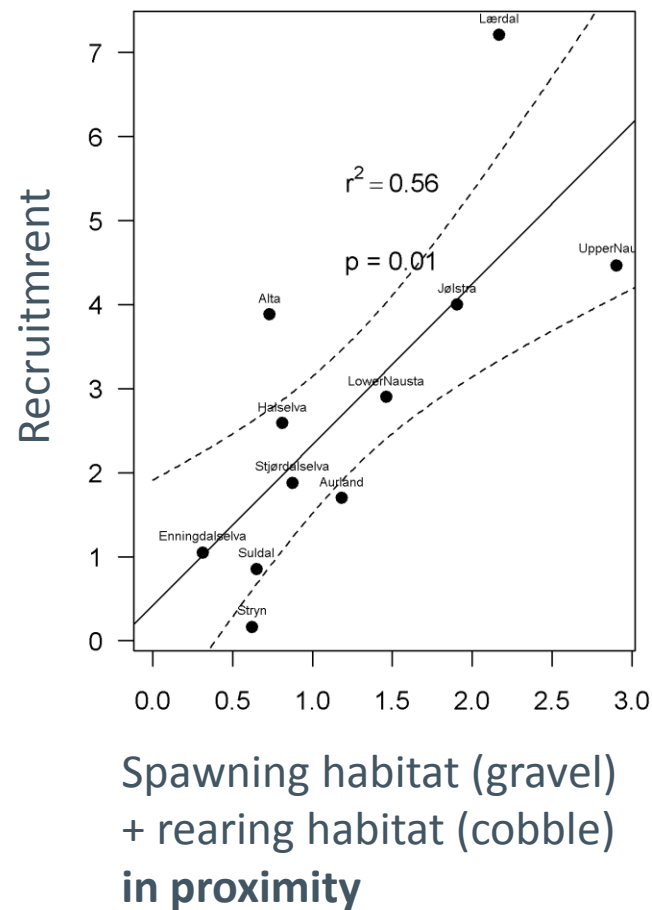 Lærdal
7
6
r² = 0.56
5
p = 0.01
UpperNau
Jølstra
Alta
4
Recruitmrent
LowerNausta
3
Halselva
Stjørdalselva
Aurland
2
Enningdalselva
Suldal
1
Stryn
0
0.0 0.5 1.0 1.5 2.0 2.5 3.0
Spawning habitat (gravel)
+ rearing habitat (cobble)
in proximity